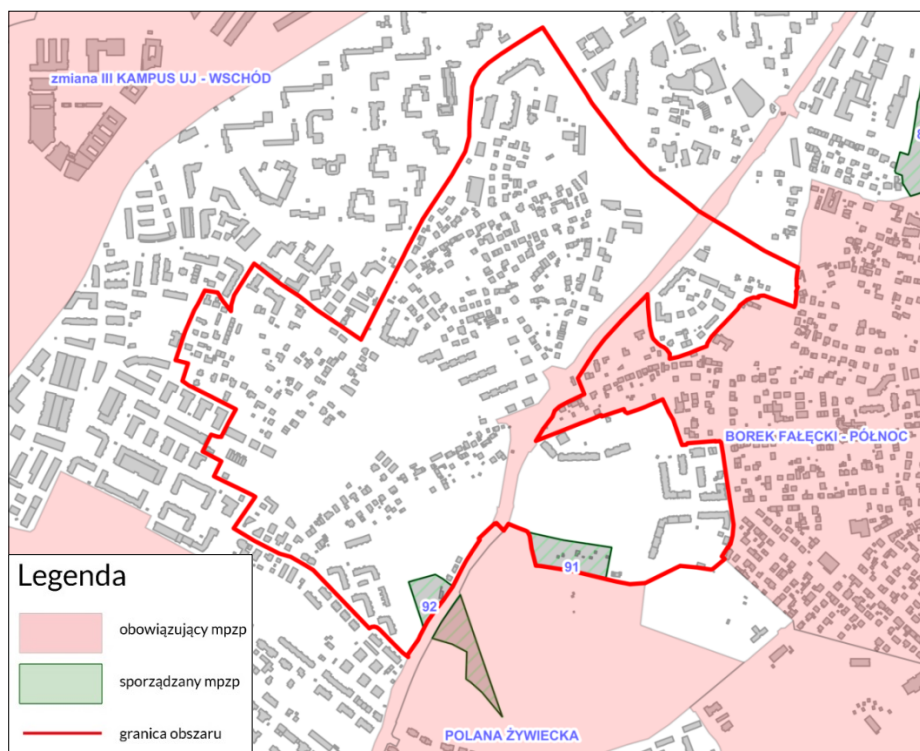 zmiana III KAMPUS UJ - WSCHÓD
BOREK FAŁĘCKI - PÓŁNOC
91
92
Legenda
obowiązujący mpzp
sporządzany mpzp
granica obszaru
POLANA ŻYWIECKA